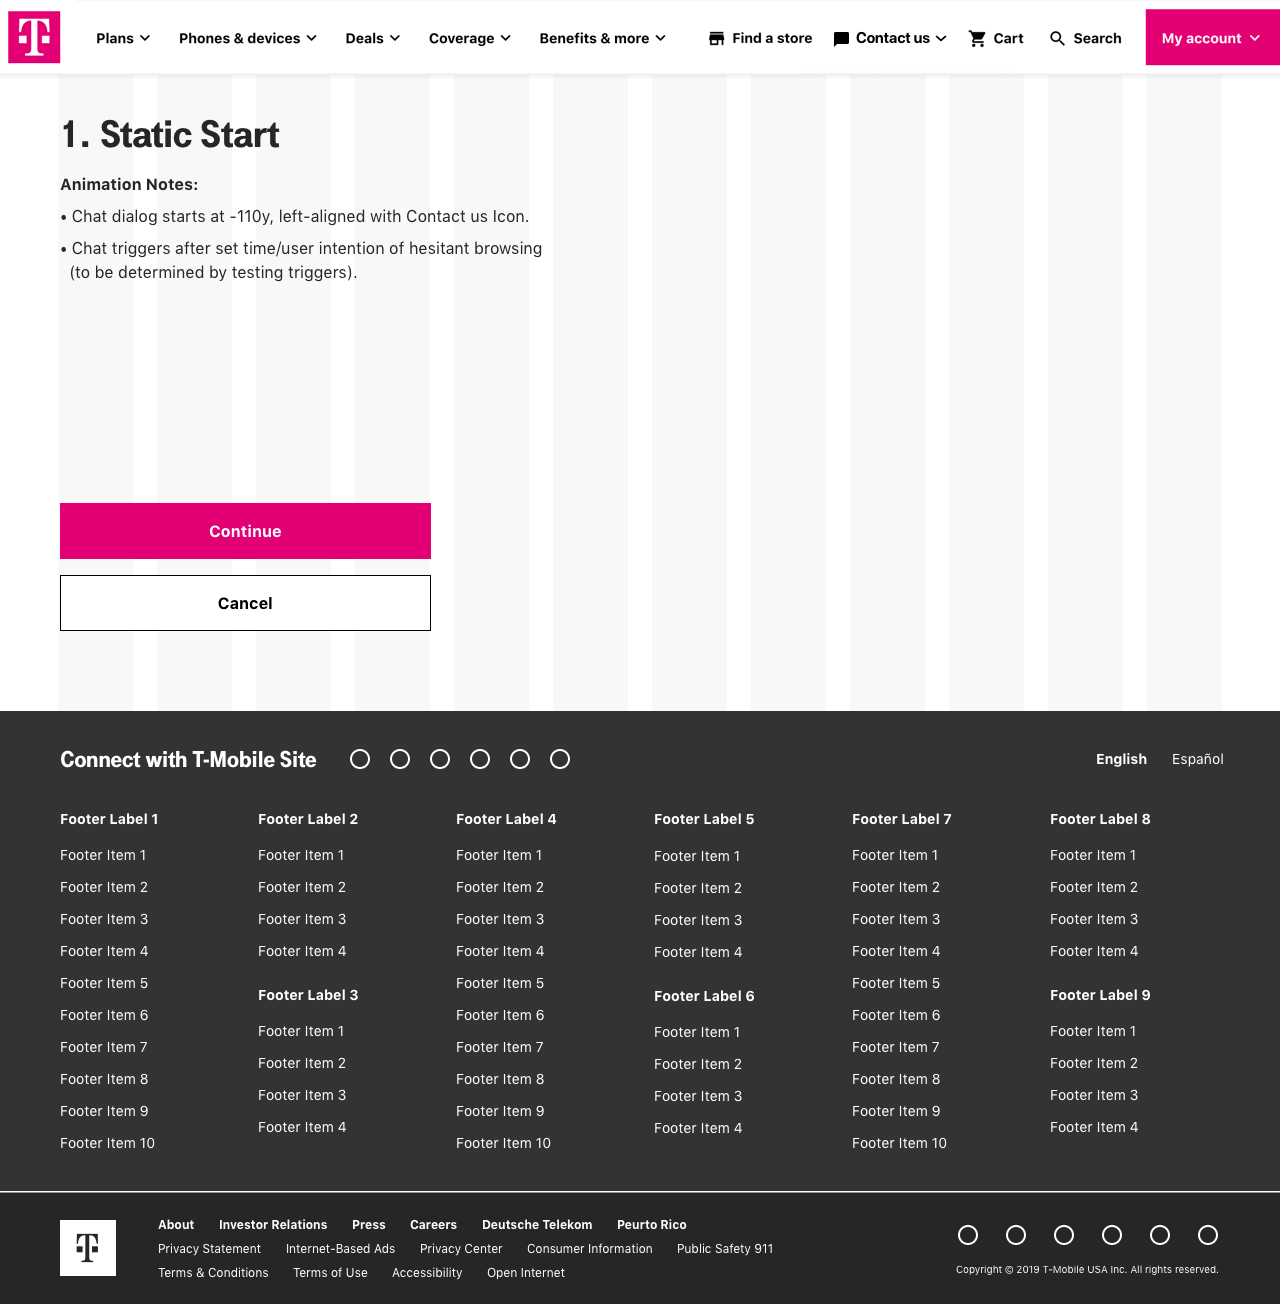 T Plans Phones & devices Deals Coverage Benefits & more Find a store Contact us Cart Search My account
1. Static Start
Animation Notes:
• Chat dialog starts at -110y, left-aligned with Contact us Icon.
• Chat triggers after set time/user intention of hesitant browsing
(to be determined by testing triggers).
Continue
Cancel
Connect with T-Mobile Site
English Español
Footer Label 1
Footer Item 1
Footer Item 2
Footer Item 3
Footer Item 4
Footer Item 5
Footer Item 6
Footer Item 7
Footer Item 8
Footer Item 9
Footer Item 10
Footer Label 2
Footer Item 1
Footer Item 2
Footer Item 3
Footer Item 4
Footer Label 3
Footer Item 1
Footer Item 2
Footer Item 3
Footer Item 4
Footer Label 4
Footer Item 1
Footer Item 2
Footer Item 3
Footer Item 4
Footer Item 5
Footer Item 6
Footer Item 7
Footer Item 8
Footer Item 9
Footer Item 10
Footer Label 5
Footer Item 1
Footer Item 2
Footer Item 3
Footer Item 4
Footer Label 6
Footer Item 1
Footer Item 2
Footer Item 3
Footer Item 4
Footer Label 7
Footer Item 1
Footer Item 2
Footer Item 3
Footer Item 4
Footer Item 5
Footer Item 6
Footer Item 7
Footer Item 8
Footer Item 9
Footer Item 10
Footer Label 8
Footer Item 1
Footer Item 2
Footer Item 3
Footer Item 4
Footer Label 9
Footer Item 1
Footer Item 2
Footer Item 3
Footer Item 4
T
About Investor Relations Press Careers Deutsche Telekom Peurto Rico
Privacy Statement Internet-Based Ads Privacy Center Consumer Information Public Safety 911
Terms & Conditions Terms of Use Accessibility Open Internet
Copyright © 2019 T-Mobile USA Inc. All rights reserved.